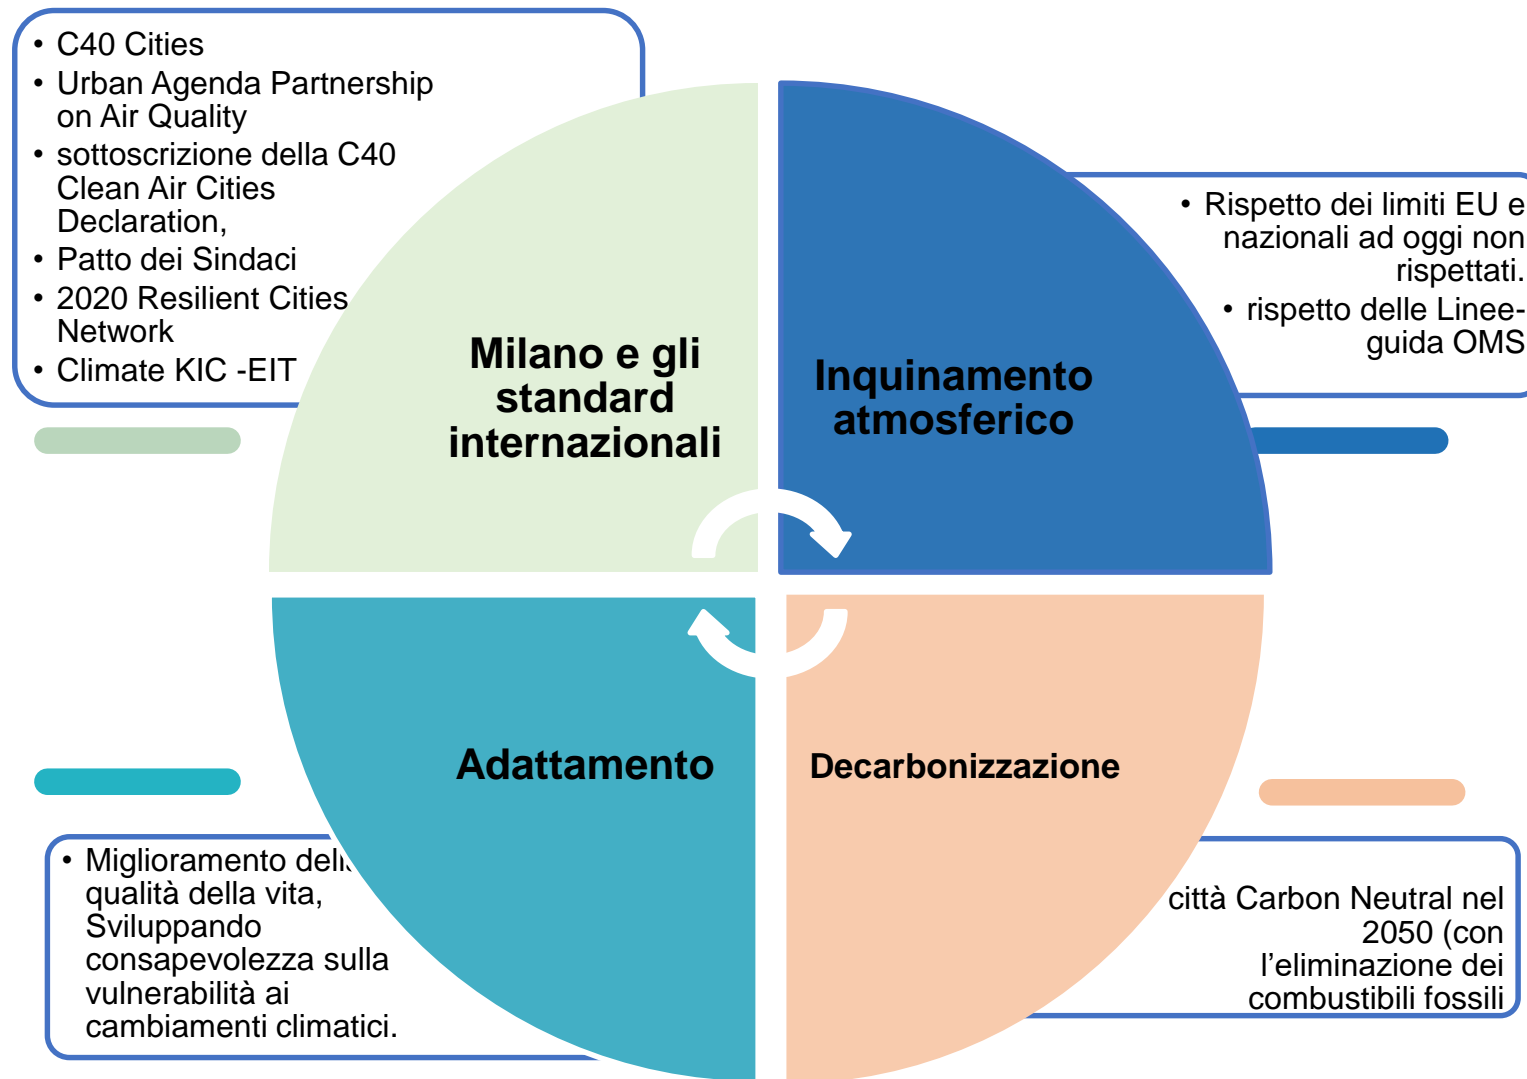 • C40 Cities
• Urban Agenda Partnership
on Air Quality
• sottoscrizione della C40
Clean Air Cities
Declaration,
• Patto dei Sindaci
• 2020 Resilient Cities
Network
• Climate KIC -EIT
Milano e gli
standard
internazionali
Inquinamento
atmosferico
• Rispetto dei limiti EU e
nazionali ad oggi non
rispettati.
• rispetto delle Linee-
guida OMS
Adattamento
Decarbonizzazione
• Miglioramento della
qualità della vita,
Sviluppando
consapevolezza sulla
vulnerabilità ai
cambiamenti climatici.
città Carbon Neutral nel
2050 (con
l’eliminazione dei
combustibili fossili